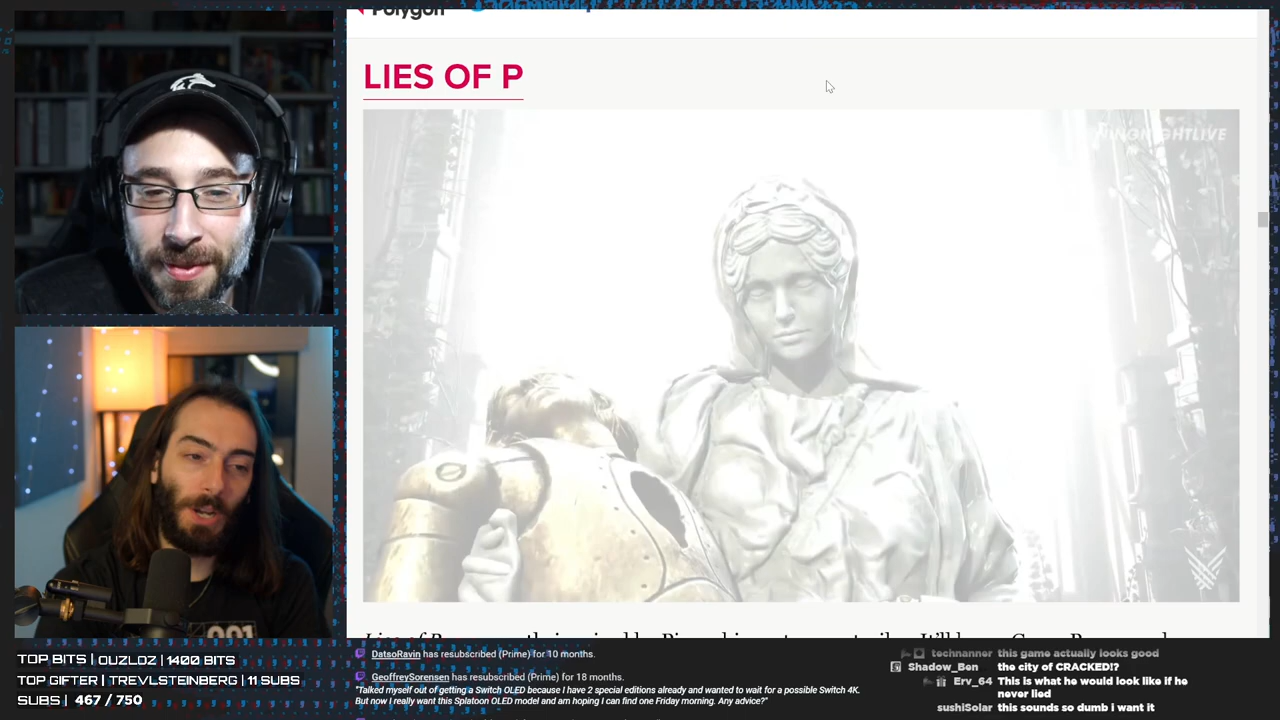 Polygon
LIES OF P
NINGNIGHTLIVE
001
TOP BITS | OUZLOZ | 1400 BITS
TOP GIFTER | TREVLSTEINBERG | 11 SUBS
SUBS | 467 / 750
DatsoRavin has resubscribed (Prime) for 10 months.
GeoffreySorensen has resubscribed (Prime) for 18 months.
"Talked myself out of getting a Switch OLED because I have 2 special editions already and wanted to wait for a possible Switch 4K.
But now I really want this Splatoon OLED model and am hoping I can find one Friday morning. Any advice?"
technanner this game actually looks good
Shadow_Ben the city of CRACKED!?
Erv_64 This is what he would look like if he
never lied
sushiSolar this sounds so dumb i want it